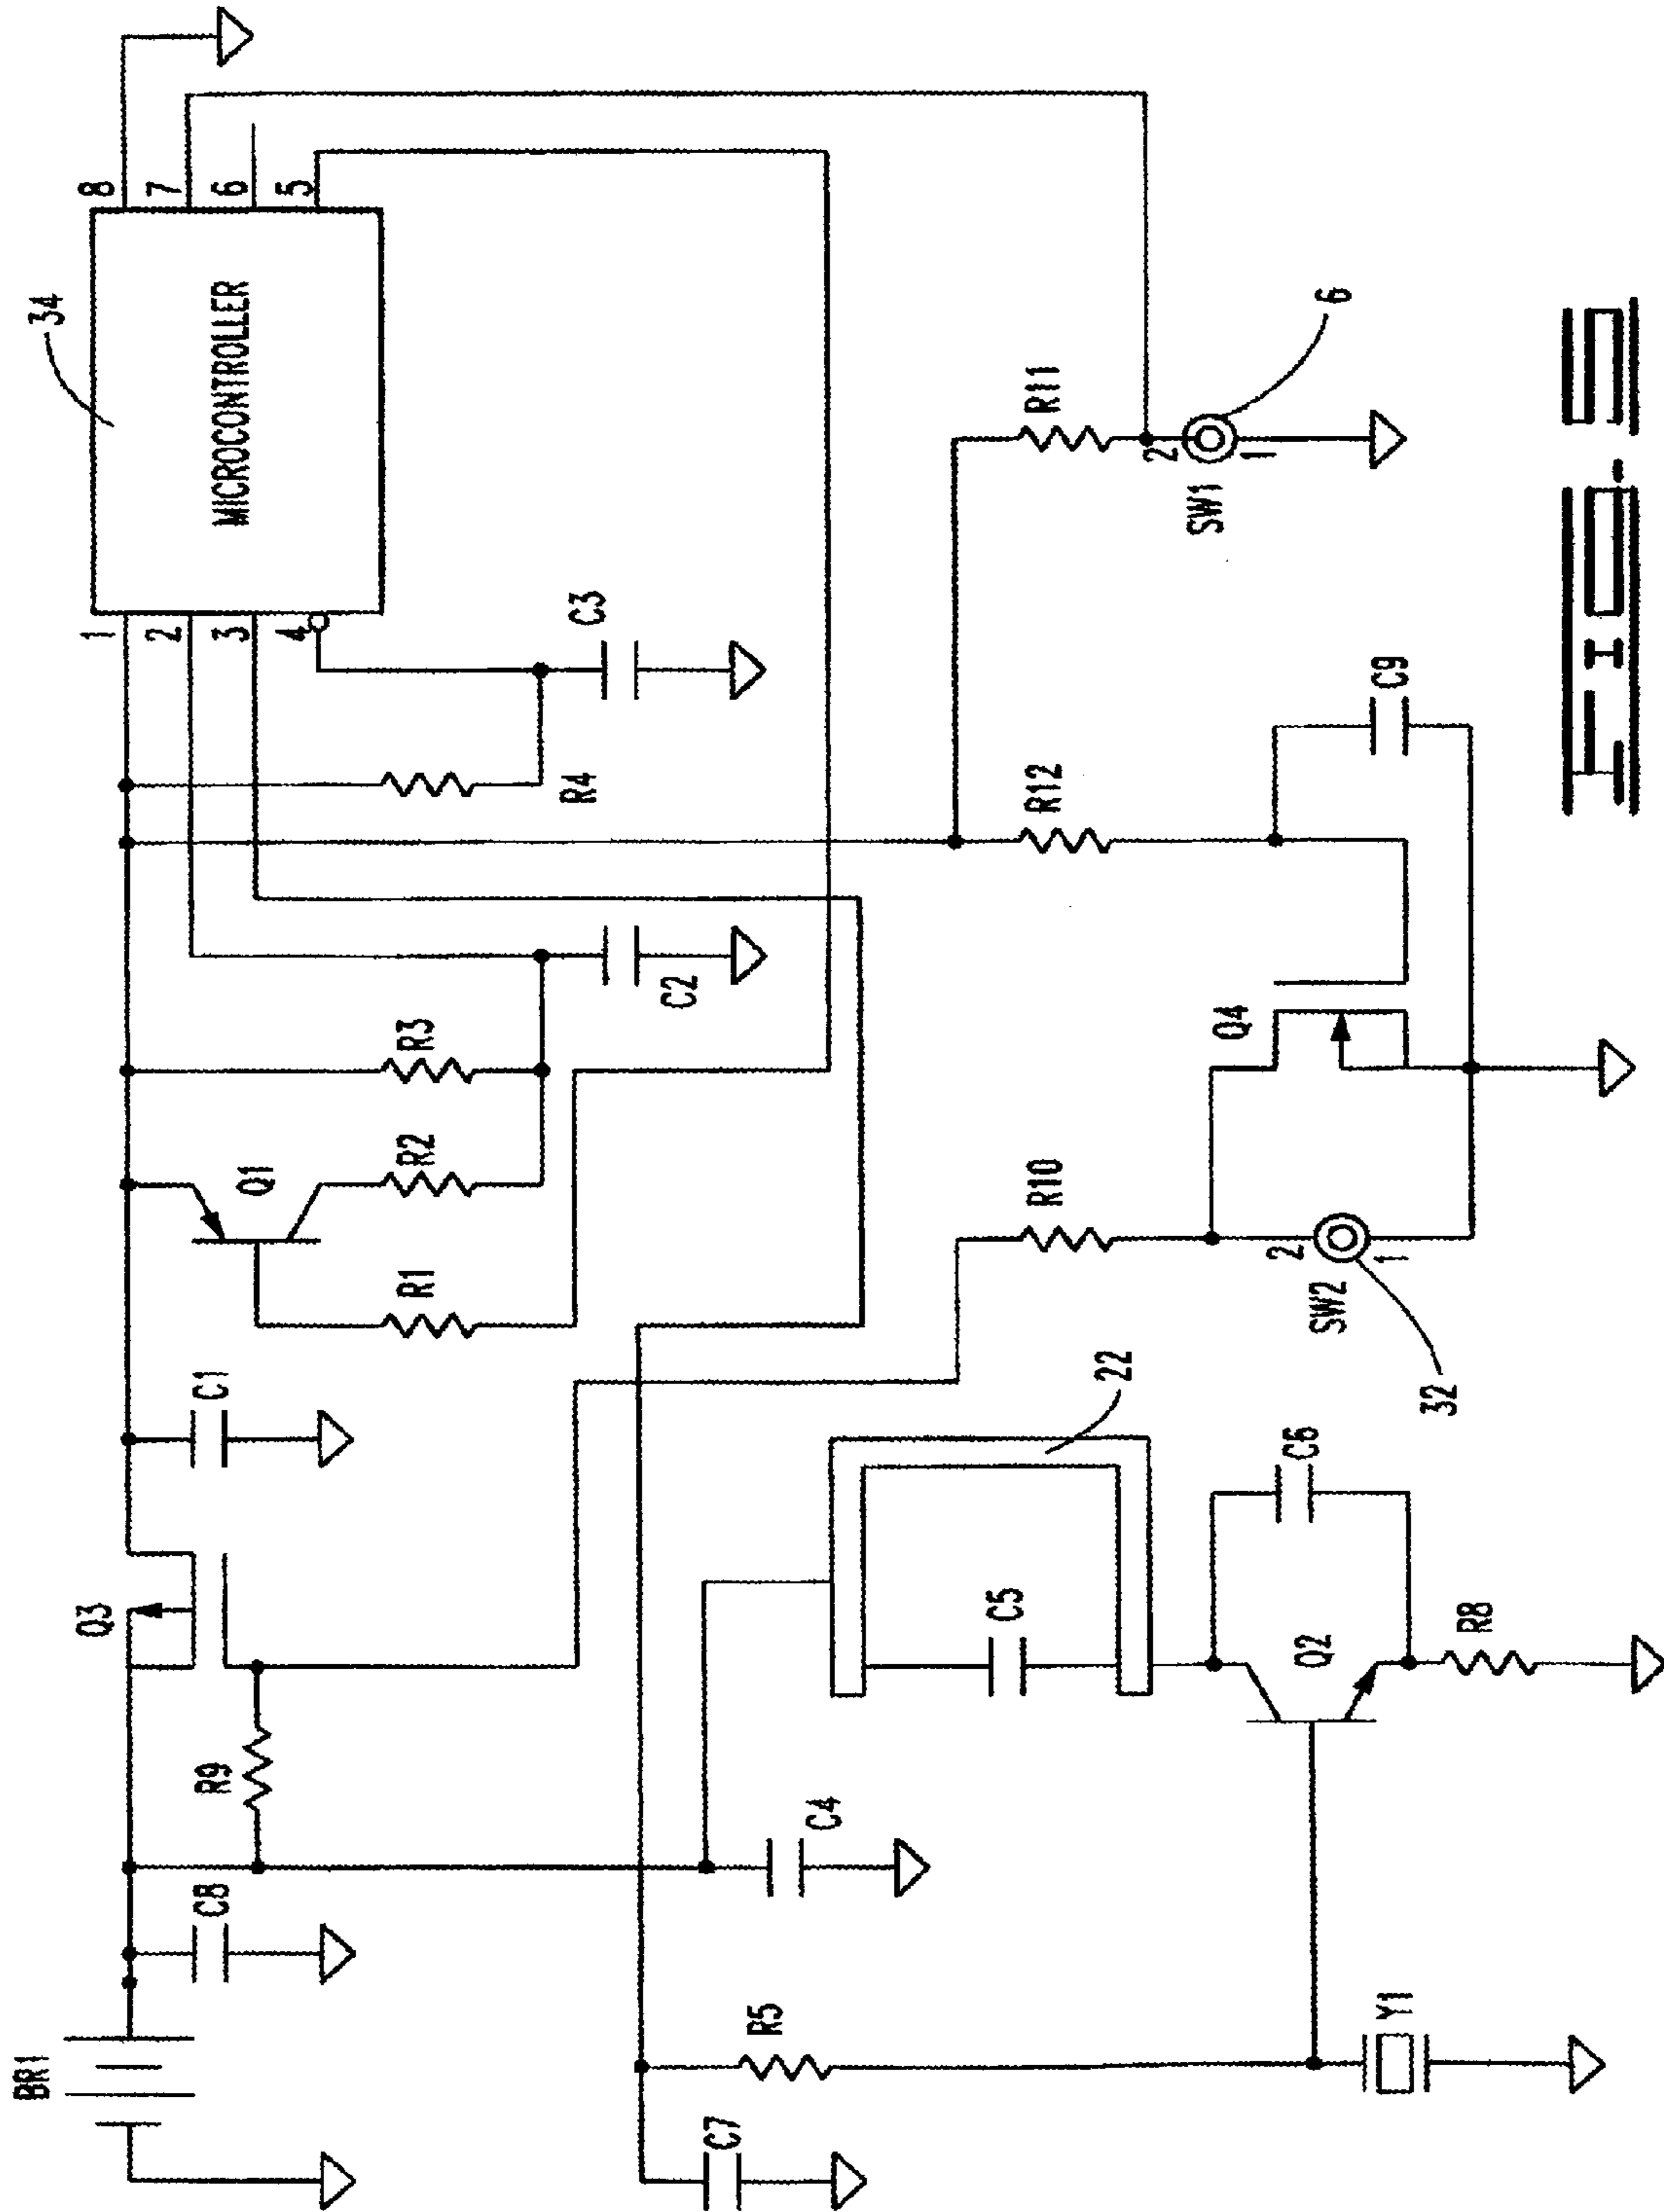 BR1
C8
R9
Q3
C1
Q1
R1
R2
R3
C2
R4
C3
34
MICROCONTROLLER
1
2
3
4
8
7
6
5
C7
R5
Y1
C4
C5
22
Q2
C6
R8
R10
SW2
2
1
32
Q4
R12
C9
R11
SW1
2
1
6
FIG. 5